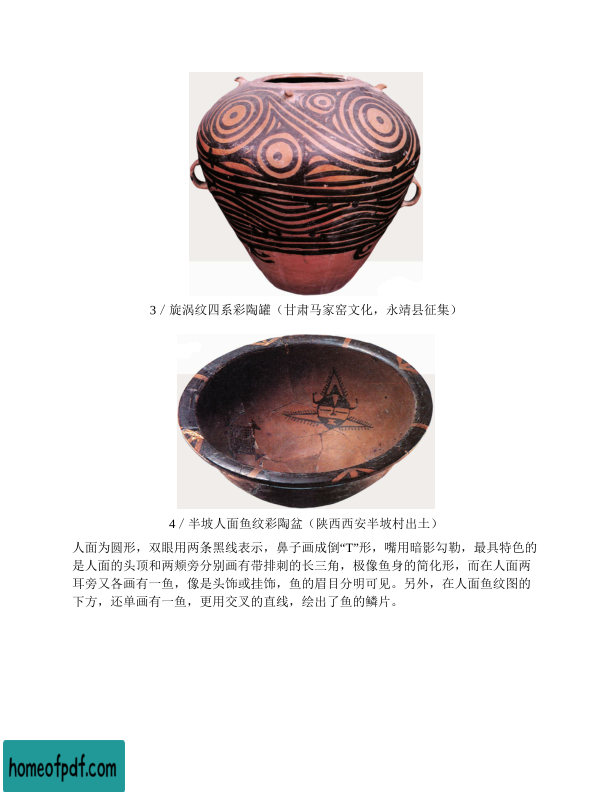 3／旋涡纹四系彩陶罐（甘肃马家窑文化，永靖县征集）
4／半坡人面鱼纹彩陶盆（陕西西安半坡村出土）
人面为圆形，双眼用两条黑线表示，鼻子画成倒“T”形，嘴用暗影勾勒，最具特色的
是人面的头顶和两颊旁分别画有带排刺的长三角，极像鱼身的简化形，而在人面两
耳旁又各画有一鱼，像是头饰或挂饰，鱼的眉目分明可见。另外，在人面鱼纹图的
下方，还单画有一鱼，更用交叉的直线，绘出了鱼的鳞片。
homeofpdf.com